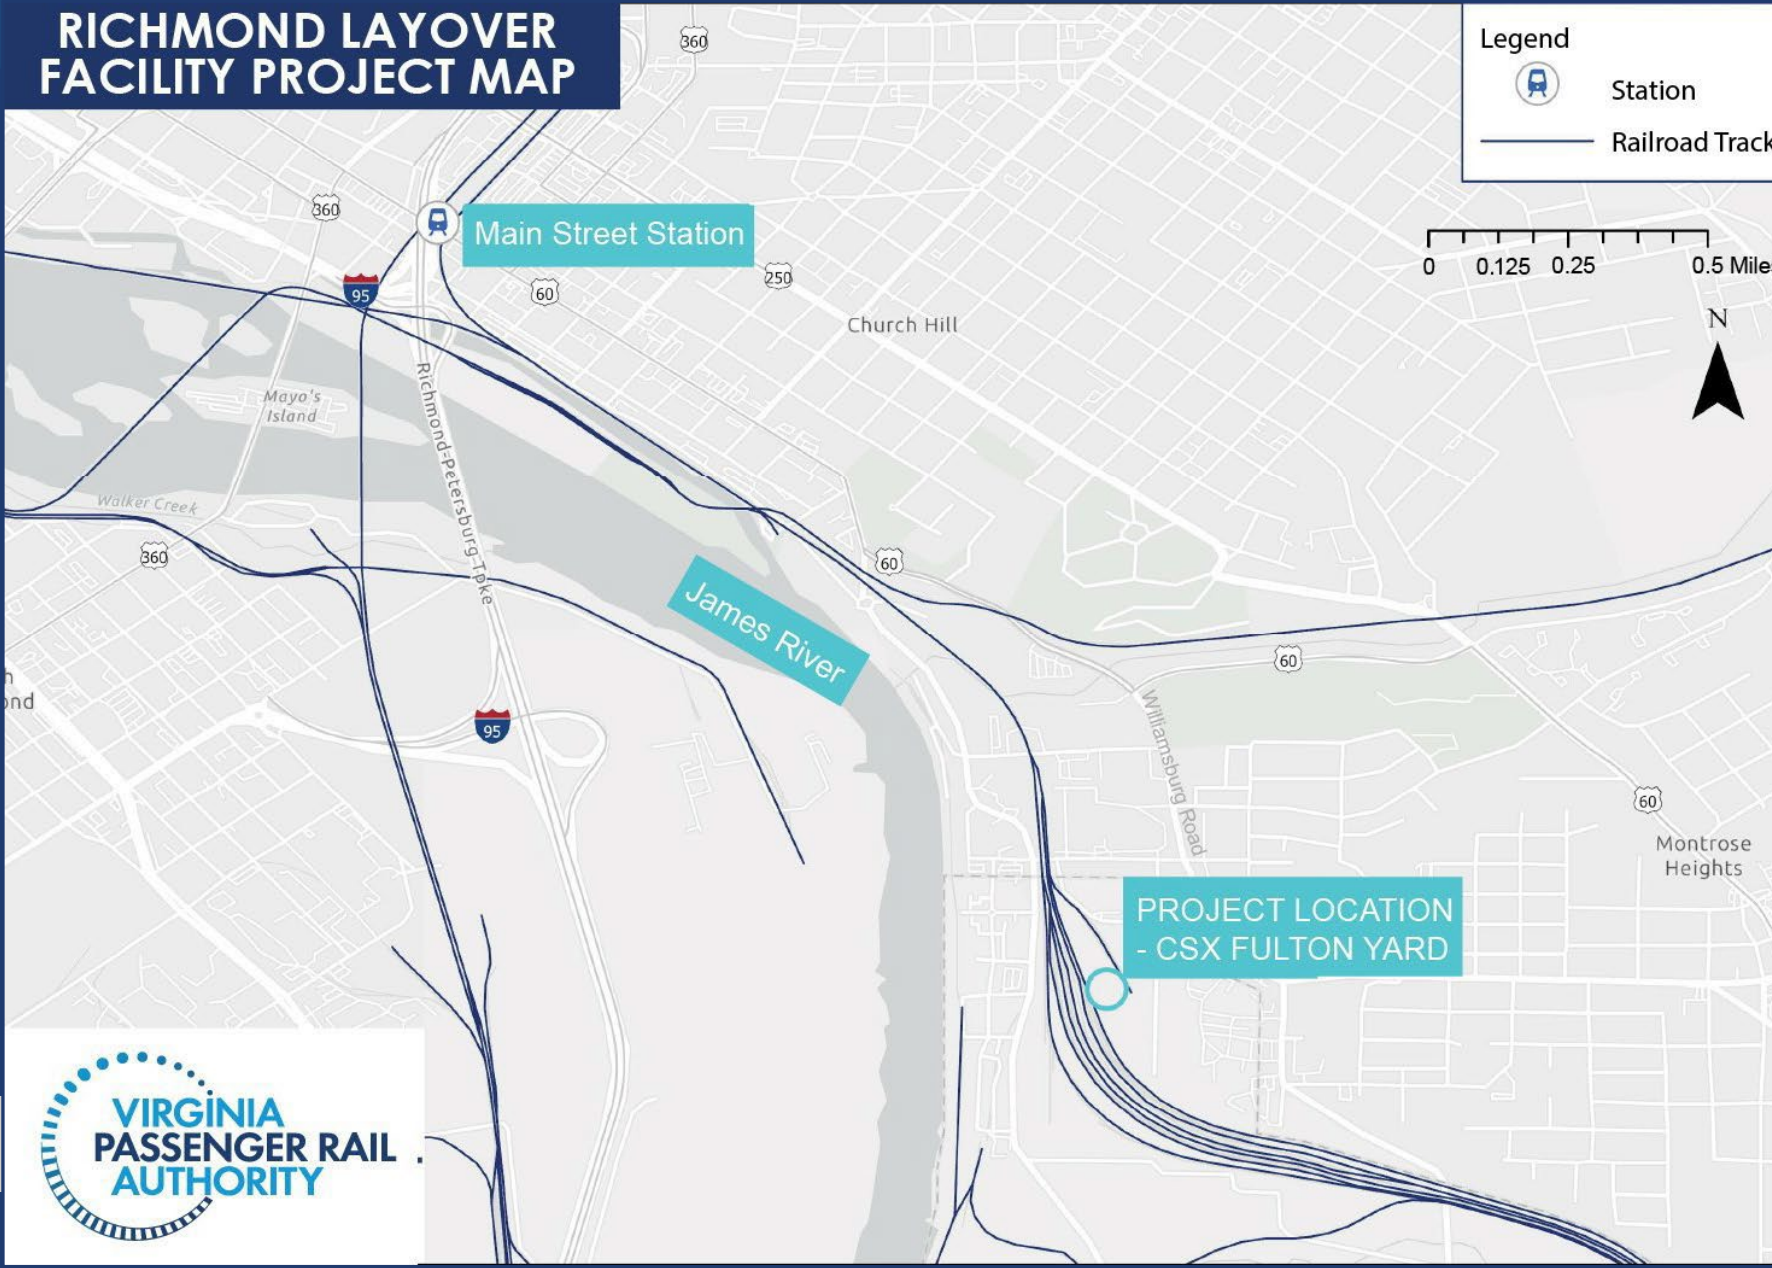 RICHMOND LAYOVER
FACILITY PROJECT MAP
360
Legend
Station
Railroad Track
360
Main Street Station
0 0.125 0.25 0.5 Miles
95
60
250
N
Church Hill
Mayo's
Island
Richmond-Petersburg Tpke
Walker Creek
360
60
James River
60
h
ond
95
Williamsburg Road
60
Montrose
Heights
PROJECT LOCATION
- CSX FULTON YARD
VIRGINIA
PASSENGER RAIL
AUTHORITY